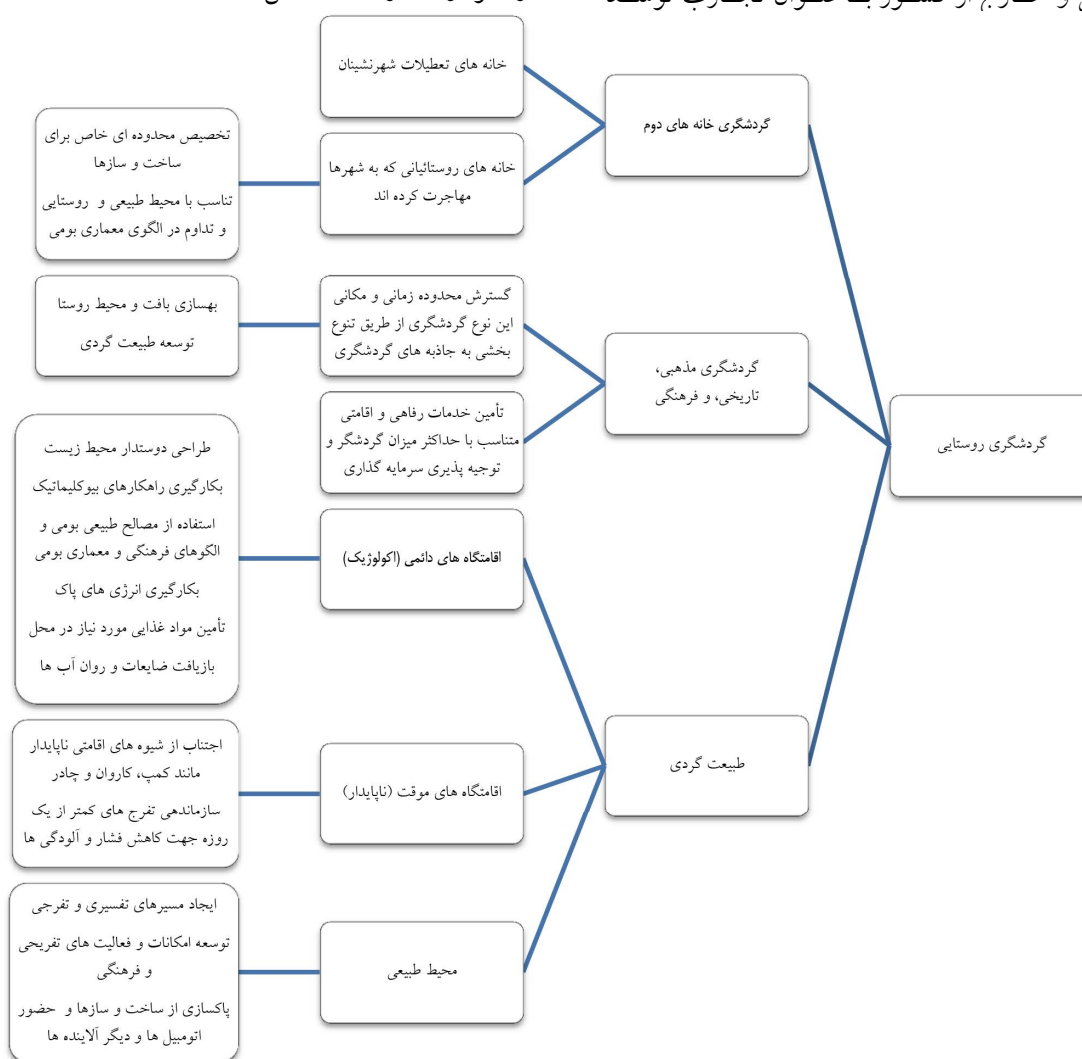 و خارج از کشور به عنوان تجارب توسعه
گردشگری روستایی
گردشگری خانه های دوم
خانه های تعطیلات شهرنشینان
خانه های روستائیانی که به شهرها
مهاجرت کرده اند
تخصیص محدوده ای خاص برای
ساخت و سازها
تناسب با محیط طبیعی و روستایی
و تداوم در الگوی معماری بومی
گردشگری مذهبی،
تاریخی، و فرهنگی
گسترش محدوده زمانی و مکانی
این نوع گردشگری از طریق تنوع
بخشی به جاذبه های گردشگری
بهسازی بافت و محیط روستا
توسعه طبیعت گردی
تأمین خدمات رفاهی و اقامتی
متناسب با حداکثر میزان گردشگر و
توجیه پذیری سرمایه گذاری
طبیعت گردی
اقامتگاه های دائمی (اکولوژیک)
طراحی دوستدار محیط زیست
بکارگیری راهکارهای بیوکلیماتیک
استفاده از مصالح طبیعی بومی و
الگوهای فرهنگی و معماری بومی
بکارگیری انرژی های پاک
تأمین مواد غذایی مورد نیاز در محل
بازیافت ضایعات و روان آب ها
اقامتگاه های موقت (ناپایدار)
اجتناب از شیوه های اقامتی ناپایدار
مانند کمپ، کاروان و چادر
سازماندهی تفرج های کمتر از یک
روزه جهت کاهش فشار و آلودگی ها
محیط طبیعی
ایجاد مسیرهای تفسیری و تفرجی
توسعه امکانات و فعالیت های تفریحی
و فرهنگی
پاکسازی از ساخت و سازها و حضور
اتومبیل ها و دیگر آلاینده ها